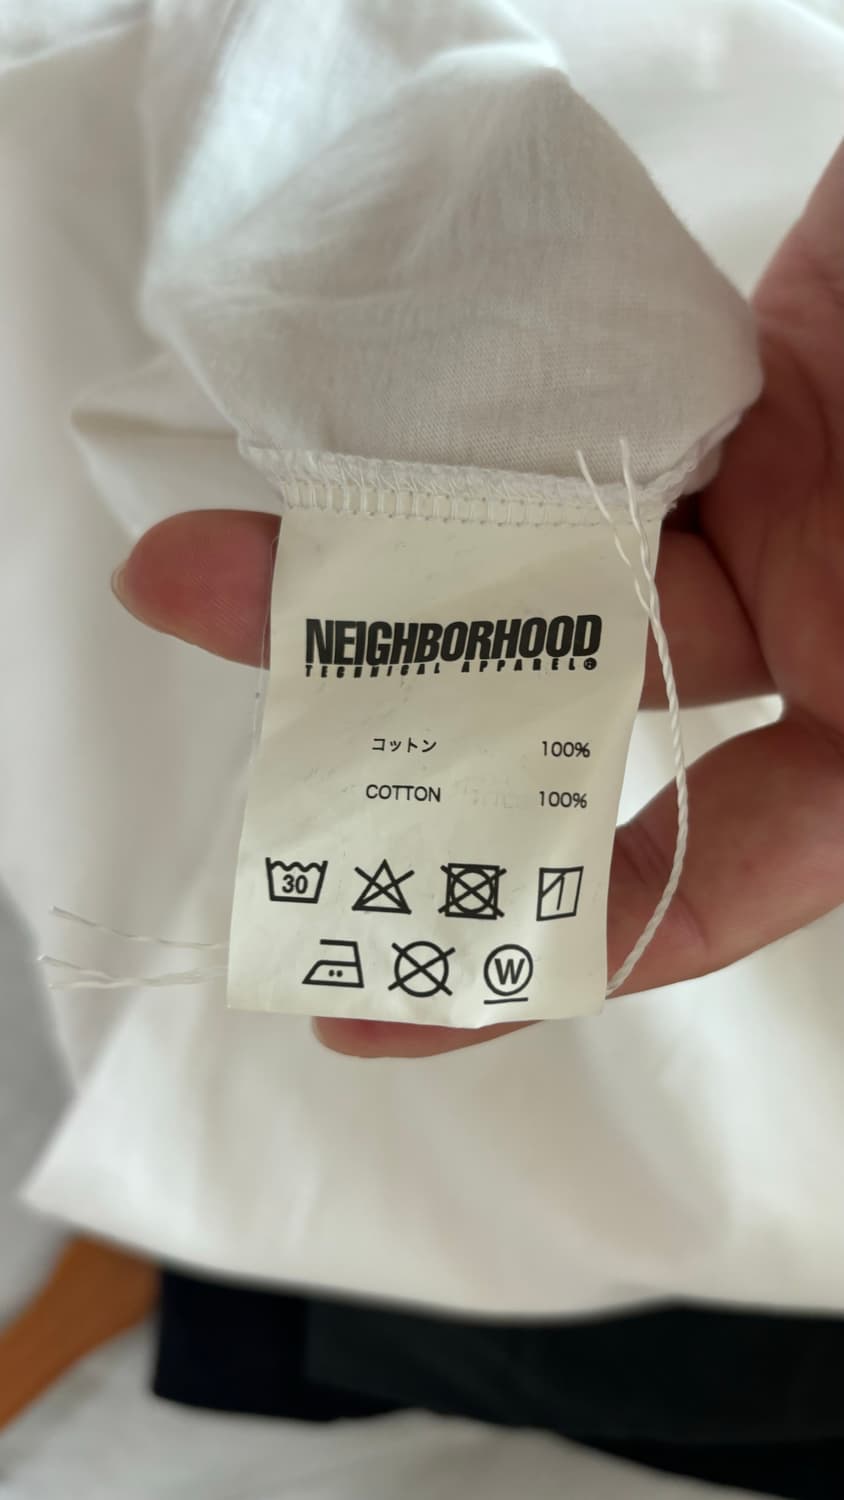 NEIGHBORHOOD
TECHNICAL APPAREL
コットン 100%
COTTON 100%
30
W